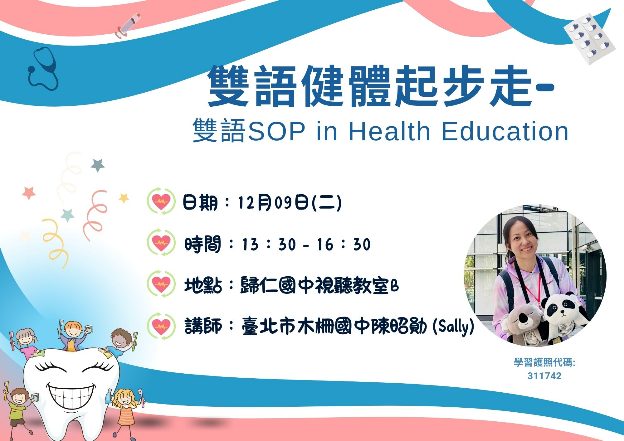 雙語健體起步走-
雙語SOP in Health Education
日期：12月09日(二)
時間：13：30 - 16：30
地點：歸仁國中視聽教室B
講師：臺北市木柵國中陳昭勛 (Sally)
學習護照代碼:
311742